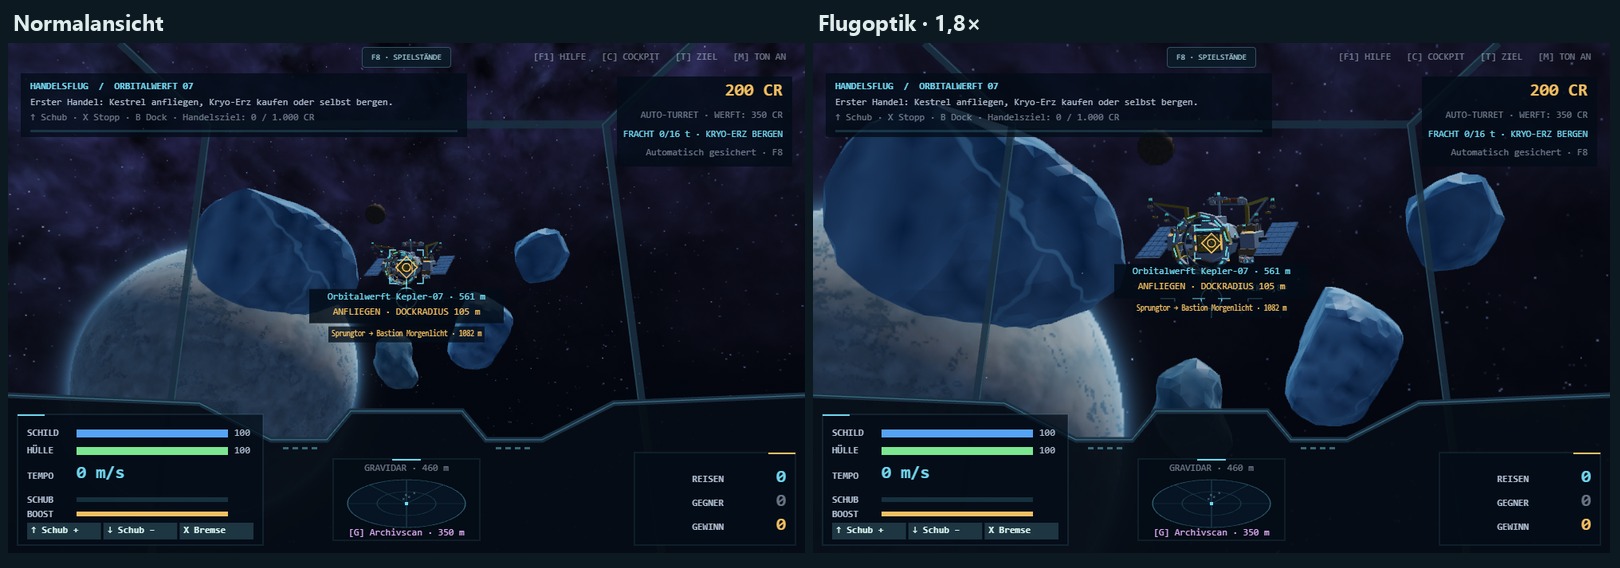 Normalansicht
F8 · SPIELSTÄNDE
[F1] HILFE [C] COCKPIT [T] ZIEL [M] TON AN
HANDELSFLUG / ORBITALWERFT 07
Erster Handel: Kestrel anfliegen, Kryo-Erz kaufen oder selbst bergen.
↑ Schub · X Stopp · B Dock · Handelsziel: 0 / 1.000 CR
200 CR
AUTO-TURRET · WERFT: 350 CR
FRACHT 0/16 t · KRYO-ERZ BERGEN
Automatisch gesichert · F8
Orbitalwerft Kepler-07 · 561 m
ANFLIEGEN · DOCKRADIUS 105 m
Sprungtor → Bastion Morgenlicht · 1082 m
SCHILD 100
HÜLLE 100
TEMPO 0 m/s
SCHUB
BOOST
↑ Schub + ↓ Schub − X Bremse
GRAVIDAR · 460 m
[G] Archivscan · 350 m
REISEN 0
GEGNER 0
GEWINN 0
Flugoptik · 1,8×
F8 · SPIELSTÄNDE
[F1] HILFE [C] COCKPIT [T] ZIEL [M] TON AN
HANDELSFLUG / ORBITALWERFT 07
Erster Handel: Kestrel anfliegen, Kryo-Erz kaufen oder selbst bergen.
↑ Schub · X Stopp · B Dock · Handelsziel: 0 / 1.000 CR
200 CR
AUTO-TURRET · WERFT: 350 CR
FRACHT 0/16 t · KRYO-ERZ BERGEN
Automatisch gesichert · F8
Orbitalwerft Kepler-07 · 561 m
ANFLIEGEN · DOCKRADIUS 105 m
Sprungtor → Bastion Morgenlicht · 1082 m
SCHILD 100
HÜLLE 100
TEMPO 0 m/s
SCHUB
BOOST
↑ Schub + ↓ Schub − X Bremse
GRAVIDAR · 460 m
[G] Archivscan · 350 m
REISEN 0
GEGNER 0
GEWINN 0